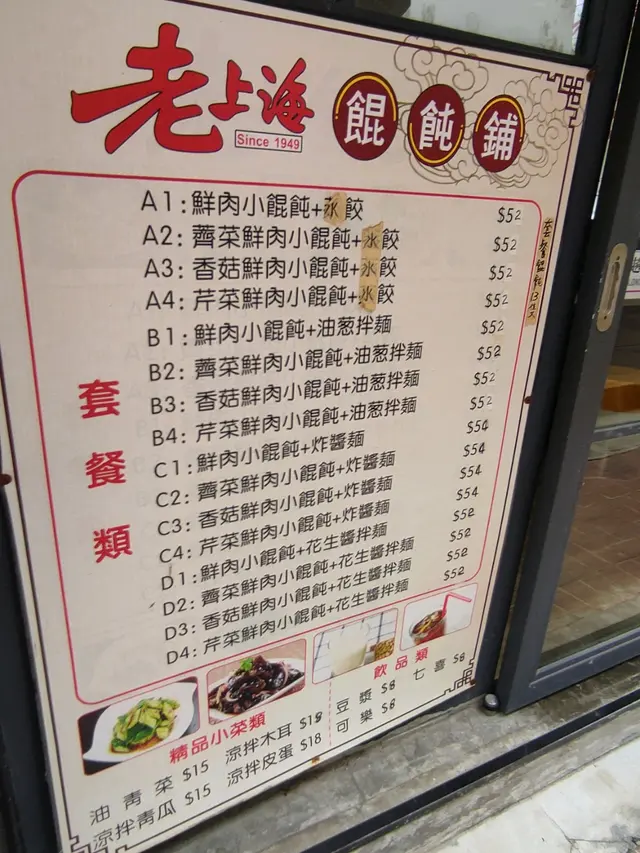 老上海
Since 1949
餛飩鋪
套餐類
A1:鮮肉小餛飩+水餃 $52
A2:薺菜鮮肉小餛飩+水餃 $52
A3:香菇鮮肉小餛飩+水餃 $52
A4:芹菜鮮肉小餛飩+水餃 $52
B1:鮮肉小餛飩+油葱拌麵 $52
B2:薺菜鮮肉小餛飩+油葱拌麵 $52
B3:香菇鮮肉小餛飩+油葱拌麵 $52
B4:芹菜鮮肉小餛飩+油葱拌麵 $52
C1:鮮肉小餛飩+炸醬麵 $54
C2:薺菜鮮肉小餛飩+炸醬麵 $54
C3:香菇鮮肉小餛飩+炸醬麵 $54
C4:芹菜鮮肉小餛飩+炸醬麵 $54
D1:鮮肉小餛飩+花生醬拌麵 $52
D2:薺菜鮮肉小餛飩+花生醬拌麵 $52
D3:香菇鮮肉小餛飩+花生醬拌麵 $52
D4:芹菜鮮肉小餛飩+花生醬拌麵 $52
套餐餛飩
精品小菜類
油青菜 $15 涼拌木耳
涼拌青瓜 $15 涼拌皮蛋 $18
飲品類
豆漿 $8 七喜 $8
可樂 $8